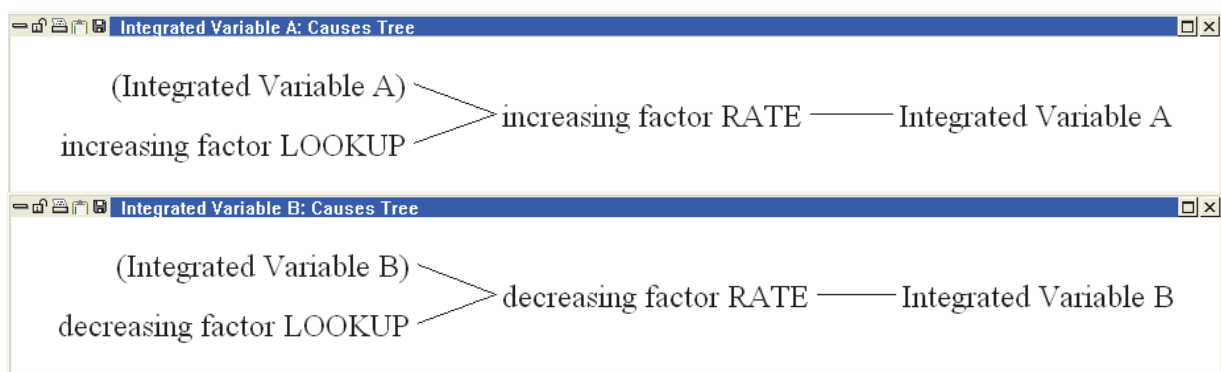 Integrated Variable A: Causes Tree
(Integrated Variable A)
increasing factor RATE
Integrated Variable A
increasing factor LOOKUP
Integrated Variable B: Causes Tree
(Integrated Variable B)
decreasing factor RATE
Integrated Variable B
decreasing factor LOOKUP